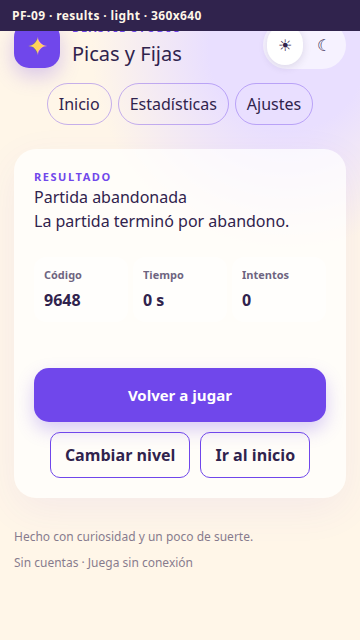 PF-09 · results · light · 360x640
Picas y Fijas
Inicio
Estadísticas
Ajustes
RESULTADO
Partida abandonada
La partida terminó por abandono.
Código
Tiempo
Intentos
9648
0 s
0
Volver a jugar
Cambiar nivel
Ir al inicio
Hecho con curiosidad y un poco de suerte.
Sin cuentas · Juega sin conexión